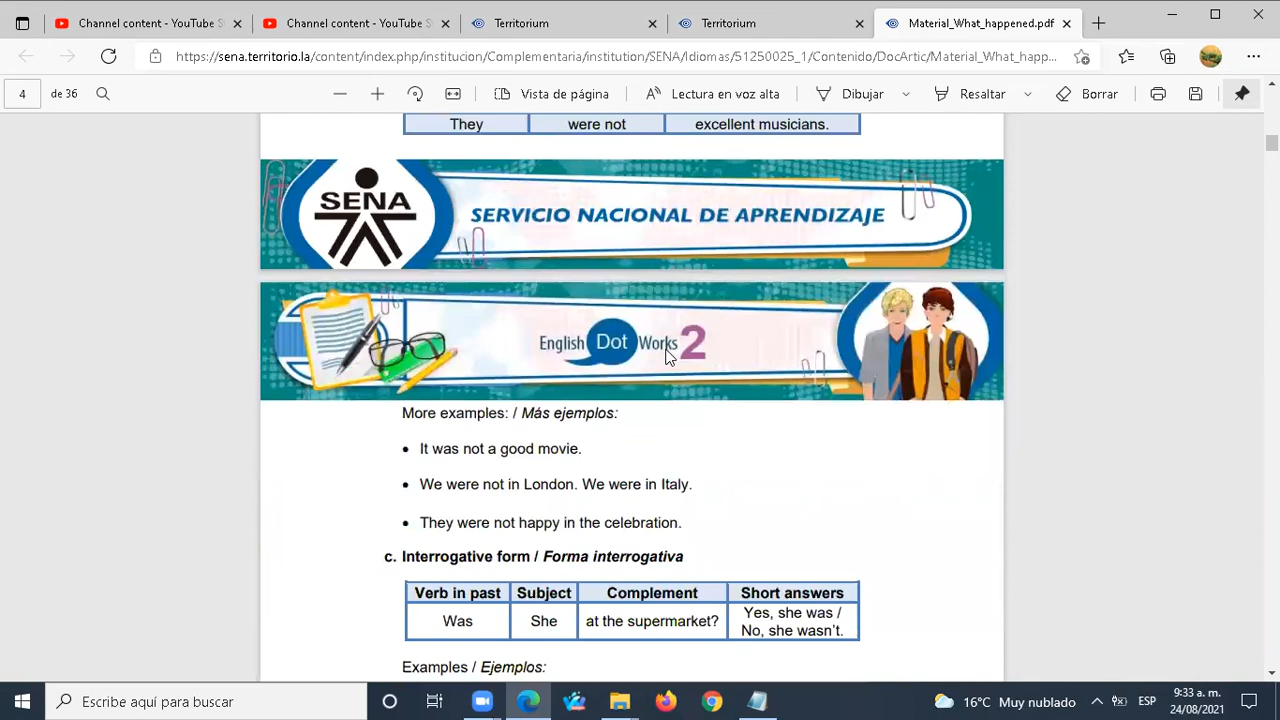 Channel content - YouTube S
Channel content - YouTube S
Territorium
Territorium
Material_What_happened.pdf
https://sena.territorio.la/content/index.php/institucion/Complementaria/institution/SENA/Idiomas/51250025_1/Contenido/DocArtic/Material_What_happ...
4 de 36
Vista de página
Lectura en voz alta
Dibujar
Resaltar
Borrar
They were not excellent musicians.
SENA
SERVICIO NACIONAL DE APRENDIZAJE
English Dot Works 2
More examples: / Más ejemplos:
• It was not a good movie.
• We were not in London. We were in Italy.
• They were not happy in the celebration.
c. Interrogative form / Forma interrogativa
Verb in past Subject Complement Short answers
Was She at the supermarket? Yes, she was /
No, she wasn't.
Examples / Ejemplos:
Escribe aquí para buscar
16°C Muy nublado
ESP
9:33 a. m.
24/08/2021